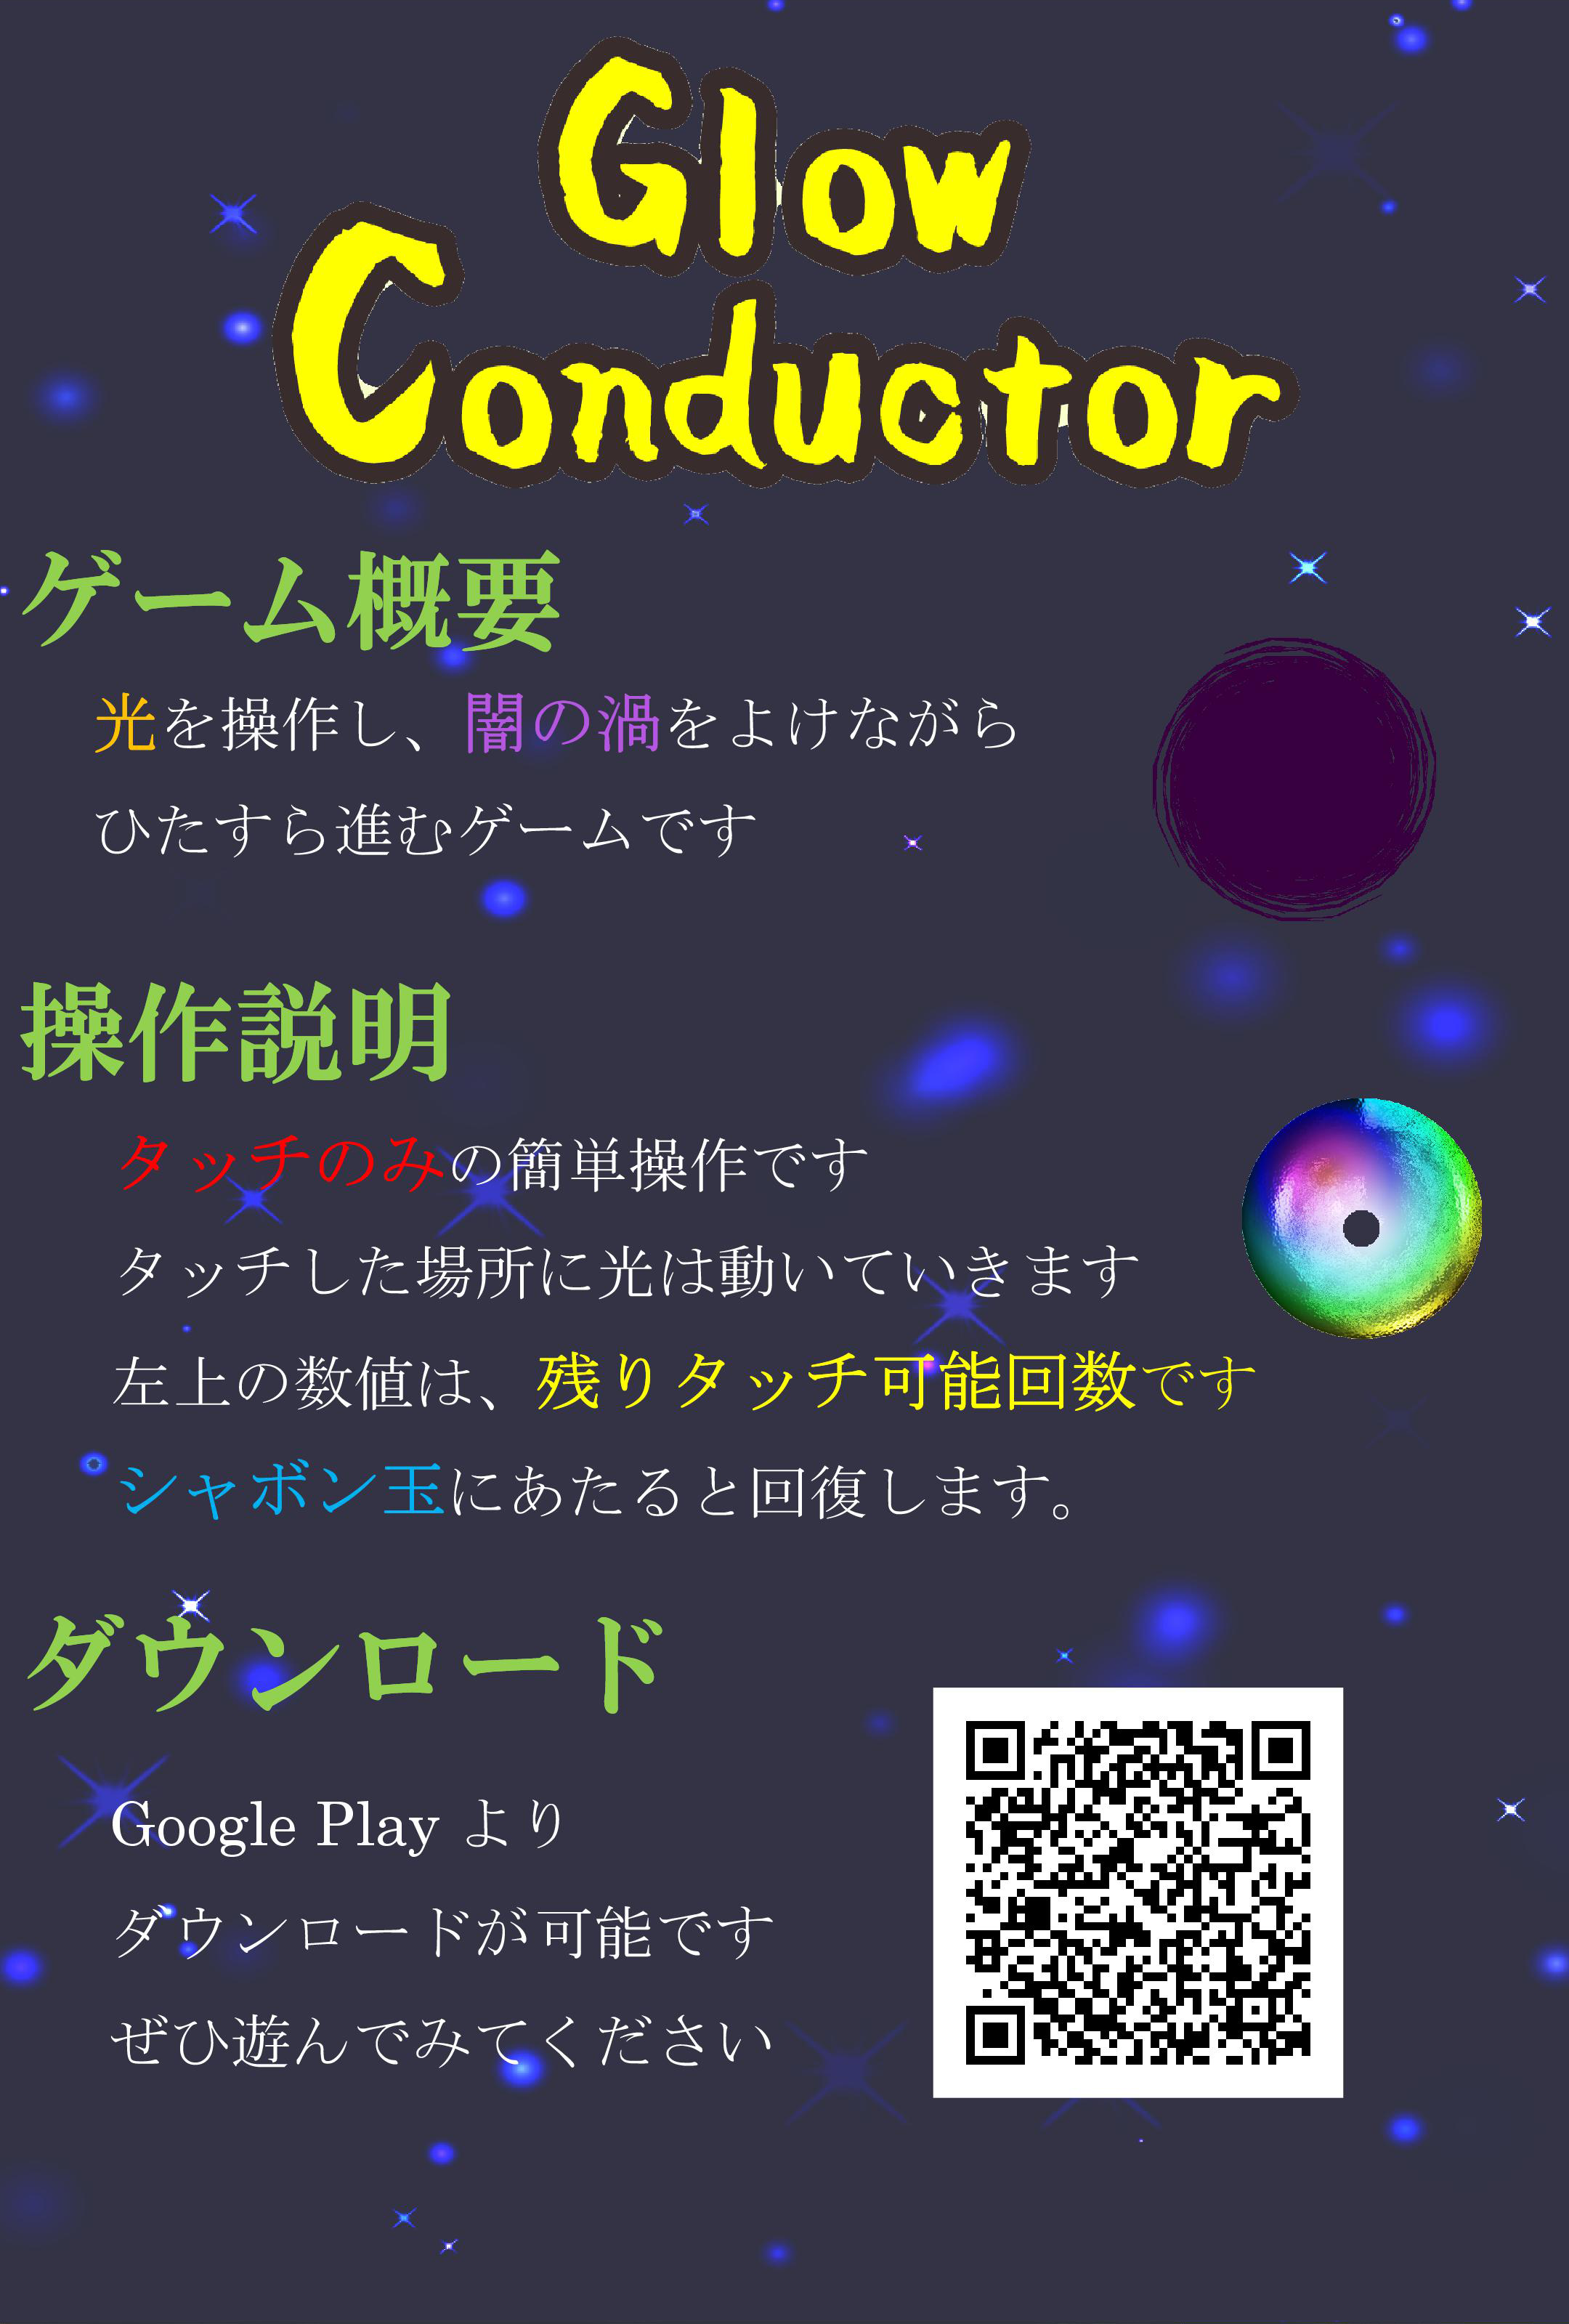 Glow
Conductor
ゲーム概要
光を操作し、闇の渦をよけながら
ひたすら進むゲームです
操作説明
タッチのみの簡単操作です
タッチした場所に光は動いていきます
左上の数値は、残りタッチ可能回数です
シャボン玉にあたると回復します。
ダウンロード
Google Play より
ダウンロードが可能です
ぜひ遊んでみてください